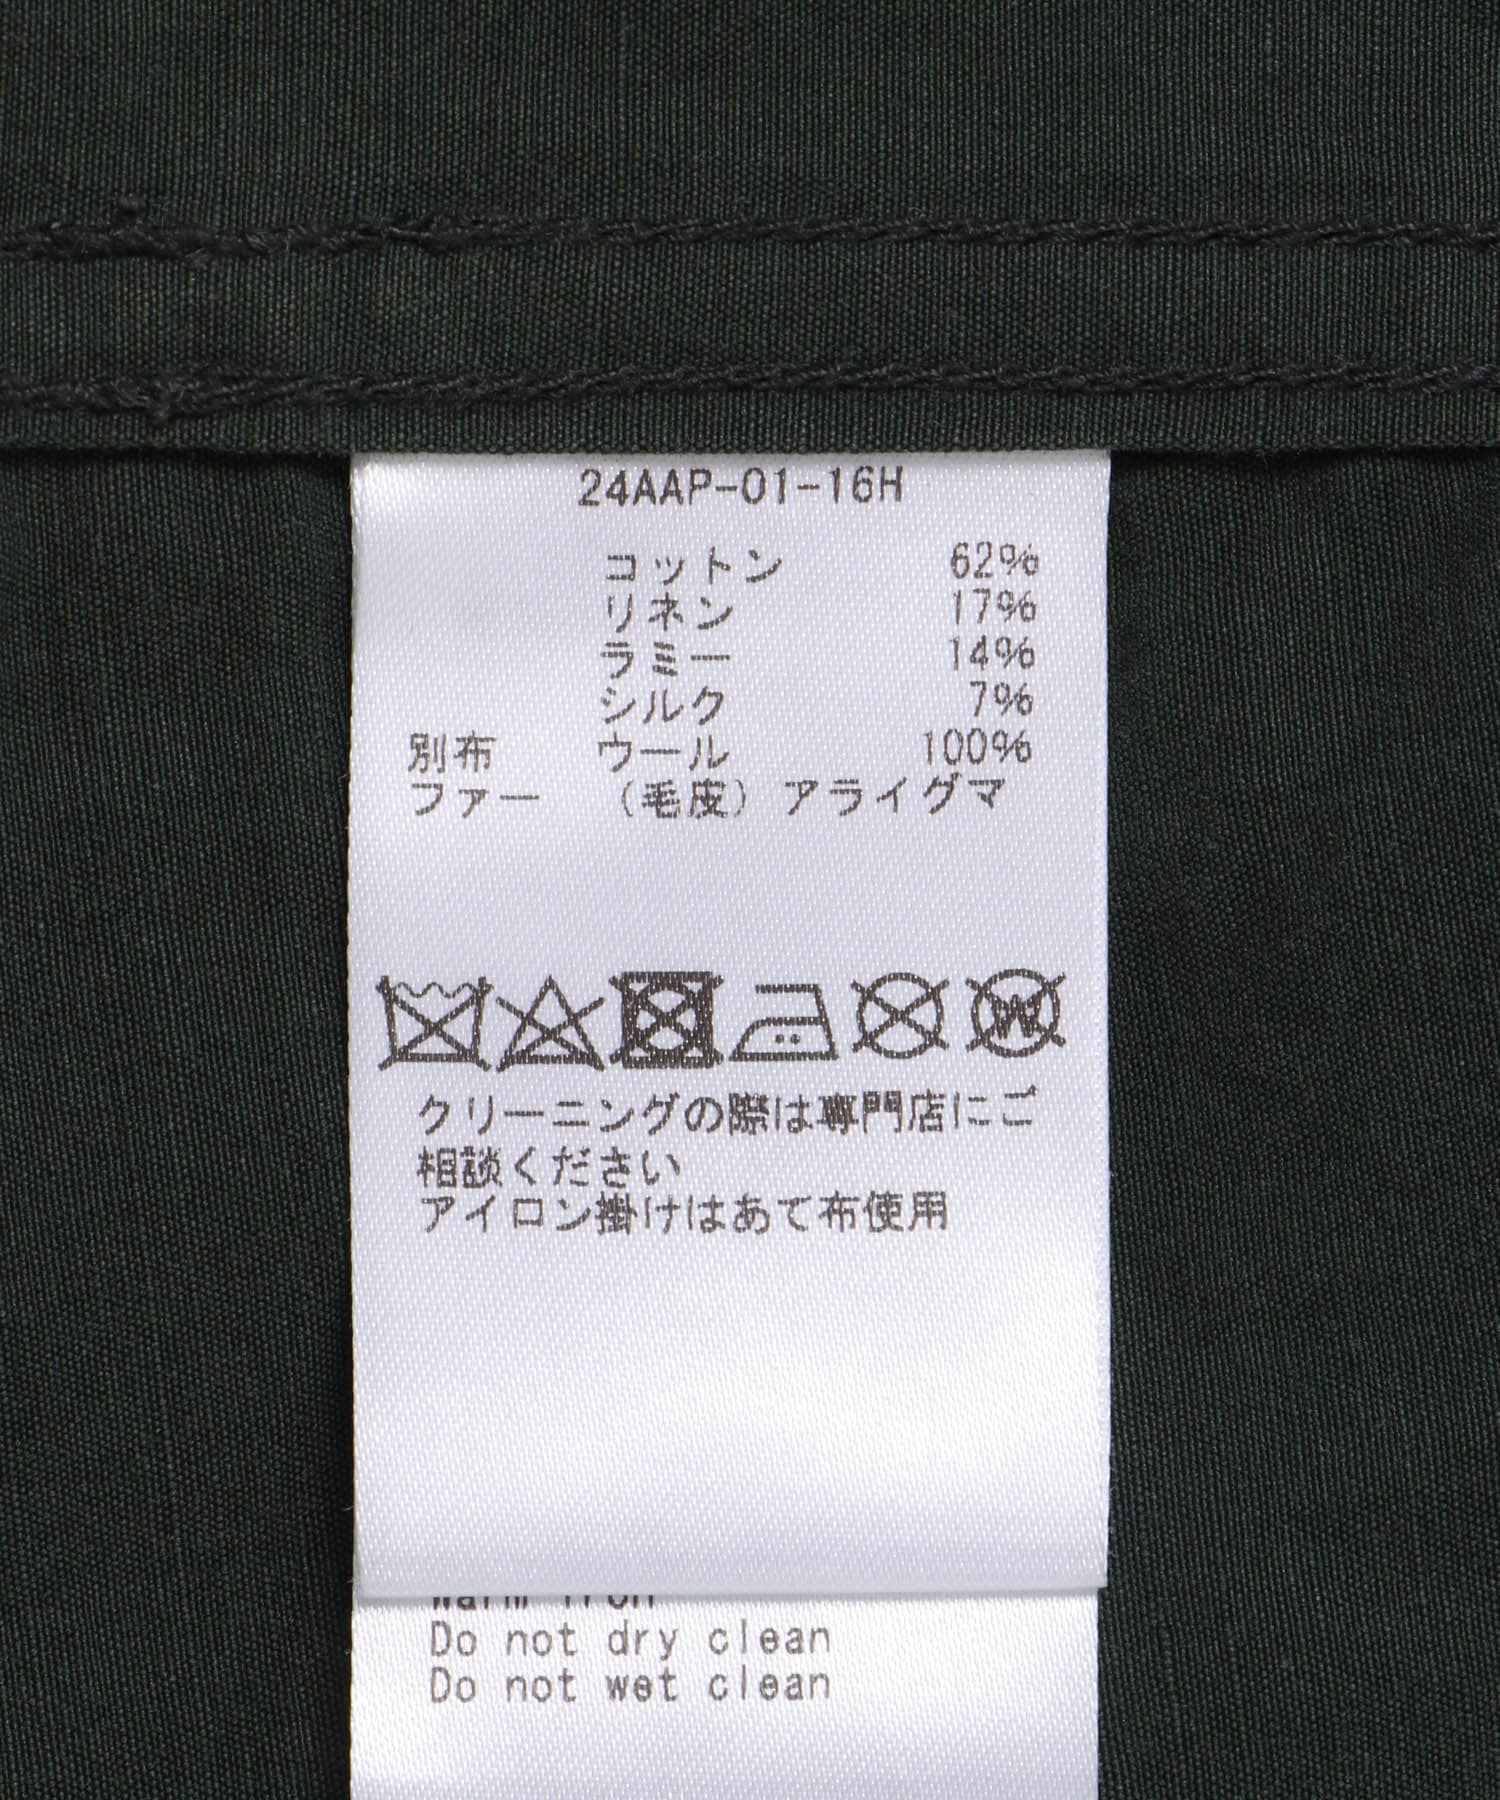 24AAP-01-16H
コットン 62%
リネン 17%
ラミー 14%
シルク 7%
別布 ウール 100%
ファー (毛皮) アライグマ
W
クリーニングの際は専門店にご
相談ください
アイロン掛けはあて布使用
Warm iron
Do not dry clean
Do not wet clean